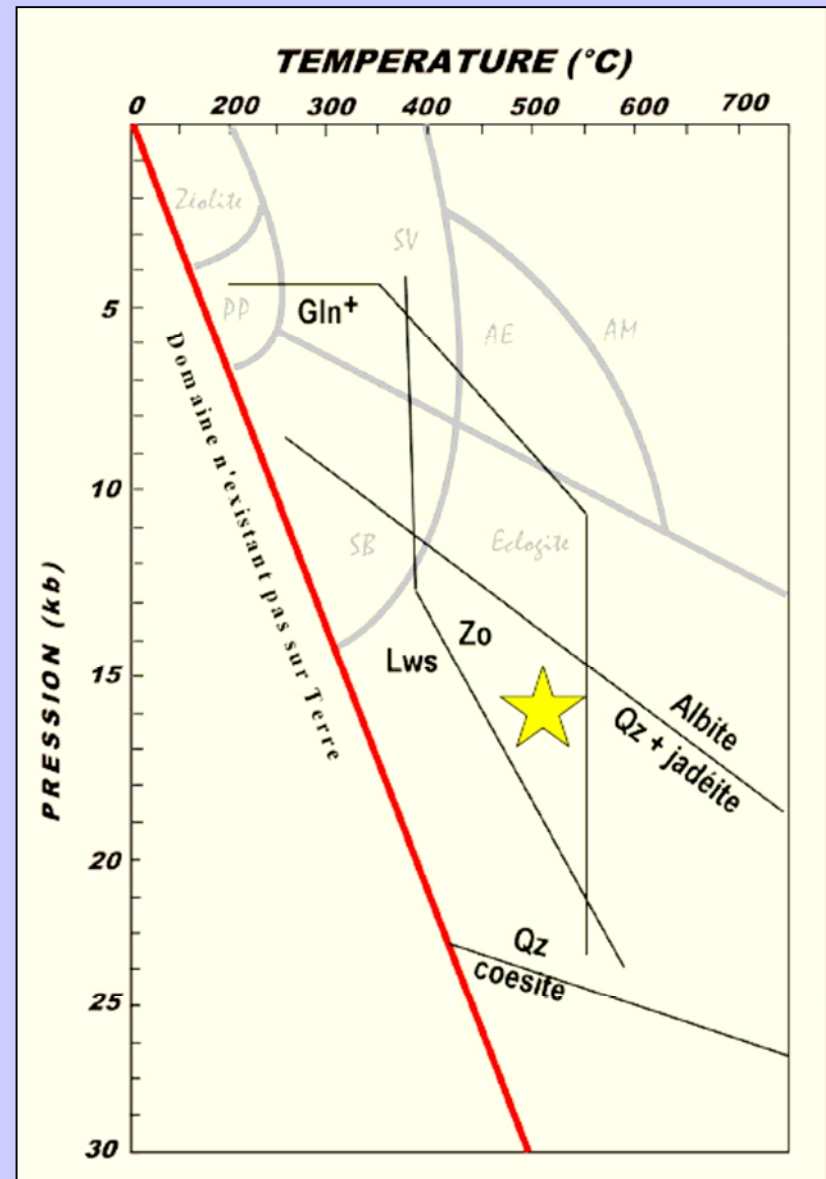 TEMPERATURE (°C)
0 200 300 400 500 600 700
Zéolite
SV
PP
Gln+
AE
AM
5
Domaine n'existant pas sur Terre
10
SB
Eclogite
PRESSION (kb)
Zo
Lws
15
Albite
Qz + jadéite
20
Qz
coesite
25
30